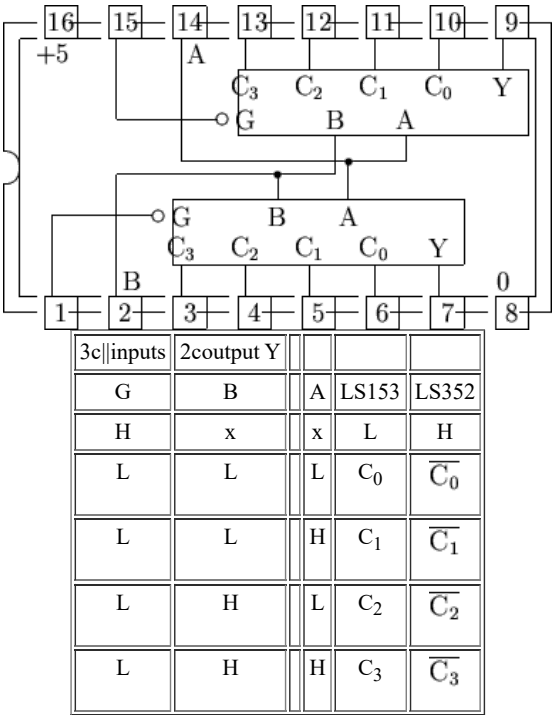 16 15 14 13 12 11 10 9
+5 A
C₃ C₂ C₁ C₀ Y
G B A
G B A
C₃ C₂ C₁ C₀ Y
B 0
1 2 3 4 5 6 7 8
3c||inputs 2coutput Y
G B A LS153 LS352
H x x L H
L L L C₀ C̅₀̅
L L H C₁ C̅₁̅
L H L C₂ C̅₂̅
L H H C₃ C̅₃̅